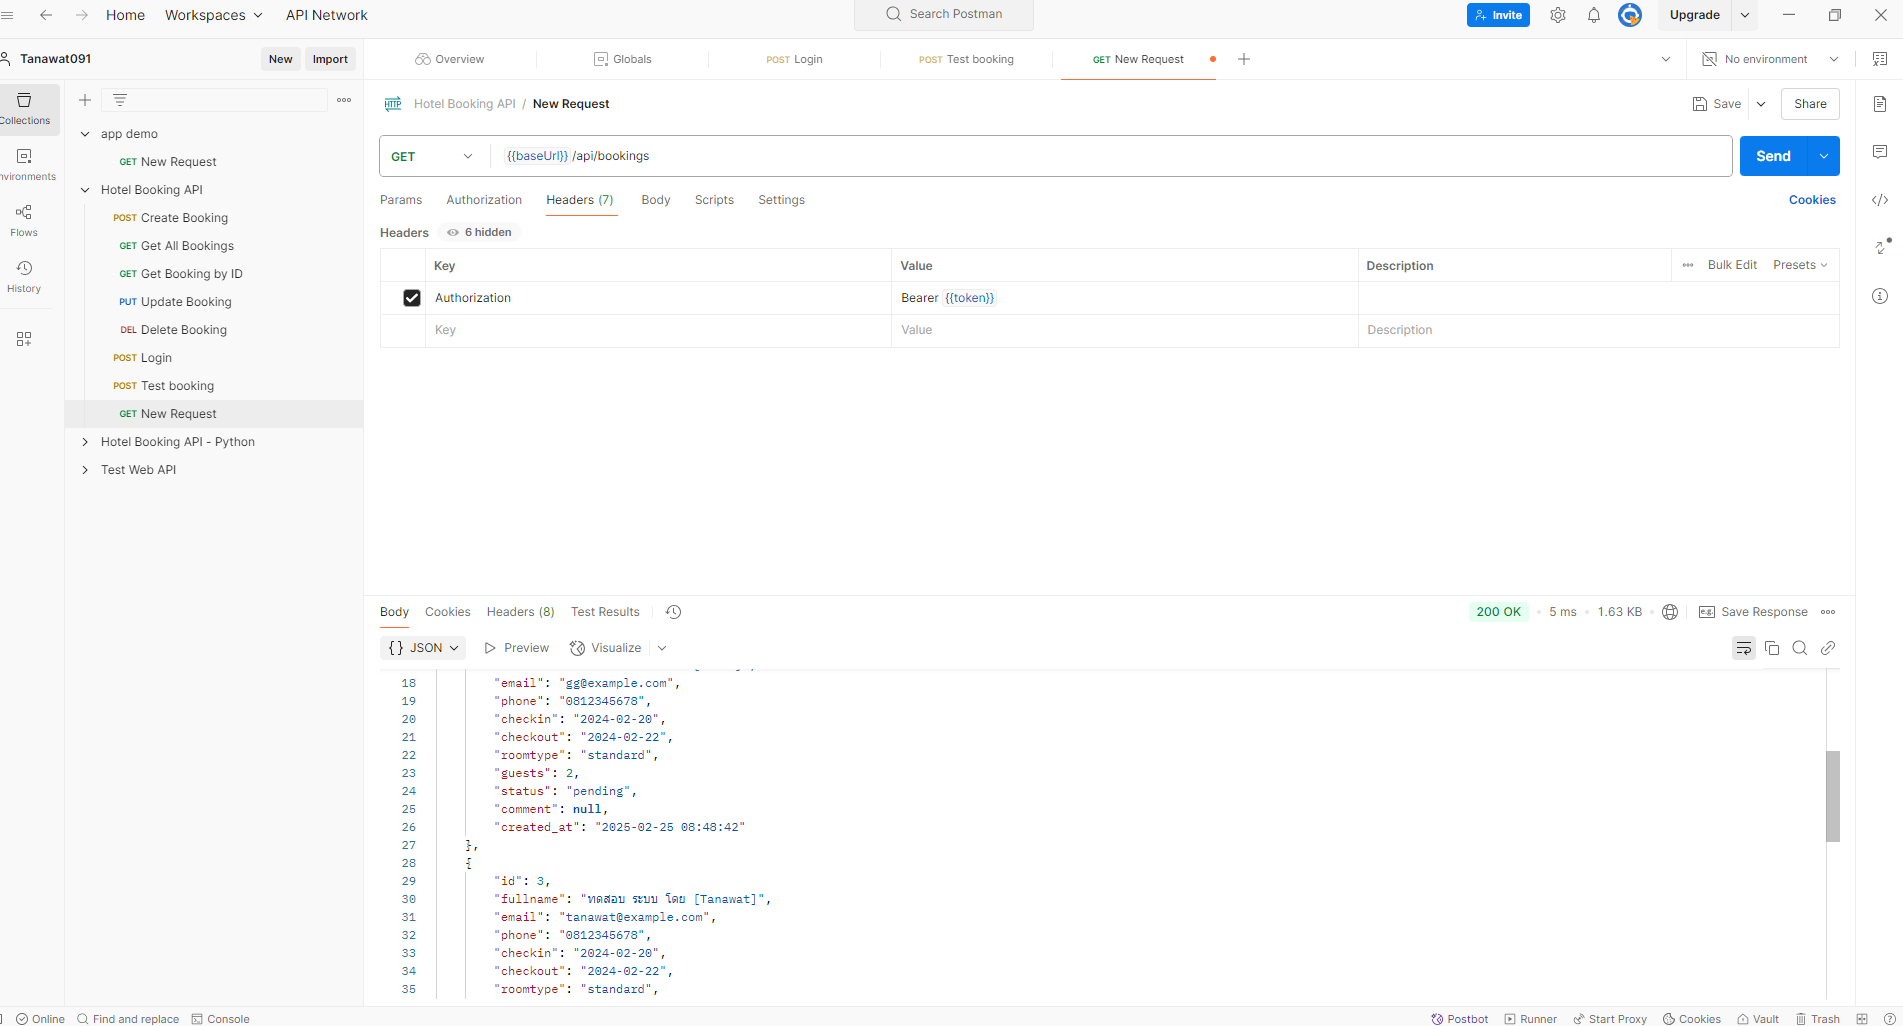 Home Workspaces API Network
Search Postman
Invite
Upgrade
Tanawat091
New Import
Overview
Globals
POST Login
POST Test booking
GET New Request
No environment
Collections
app demo
GET New Request
Hotel Booking API
POST Create Booking
GET Get All Bookings
GET Get Booking by ID
PUT Update Booking
DEL Delete Booking
POST Login
POST Test booking
GET New Request
Hotel Booking API - Python
Test Web API
nvironments
Flows
History
HTTP Hotel Booking API / New Request
Save
Share
GET {{baseUrl}} /api/bookings
Send
Params Authorization Headers (7) Body Scripts Settings
Cookies
Headers 6 hidden
Key Value Description Bulk Edit Presets
Authorization Bearer {{token}}
Key Value Description
Body Cookies Headers (8) Test Results
200 OK • 5 ms • 1.63 KB
e.g. Save Response
{} JSON Preview Visualize
18 "email": "gg@example.com",
19 "phone": "0812345678",
20 "checkin": "2024-02-20",
21 "checkout": "2024-02-22",
22 "roomtype": "standard",
23 "guests": 2,
24 "status": "pending",
25 "comment": null,
26 "created_at": "2025-02-25 08:48:42"
27 },
28 {
29 "id": 3,
30 "fullname": "ทดสอบ ระบบ โดย [Tanawat]",
31 "email": "tanawat@example.com",
32 "phone": "0812345678",
33 "checkin": "2024-02-20",
34 "checkout": "2024-02-22",
35 "roomtype": "standard",
Online Find and replace Console
Postbot Runner Start Proxy Cookies Vault Trash